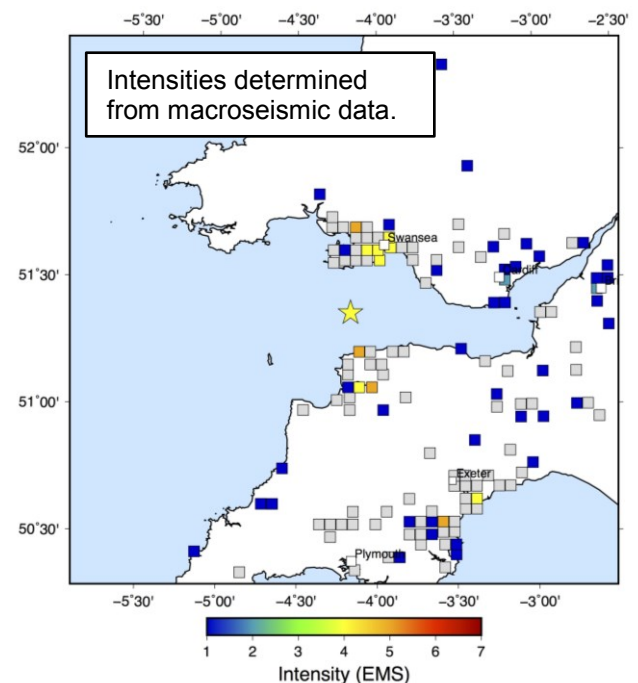 −5˚30' −5˚00' −4˚30' −4˚00' −3˚30' −3˚00' −2˚30'
Intensities determined
from macroseismic data.
52˚00'
Swansea
51˚30'
51˚00'
Exeter
50˚30'
Plymouth
−5˚30' −5˚00' −4˚30' −4˚00' −3˚30' −3˚00'
1 2 3 4 5 6 7
Intensity (EMS)